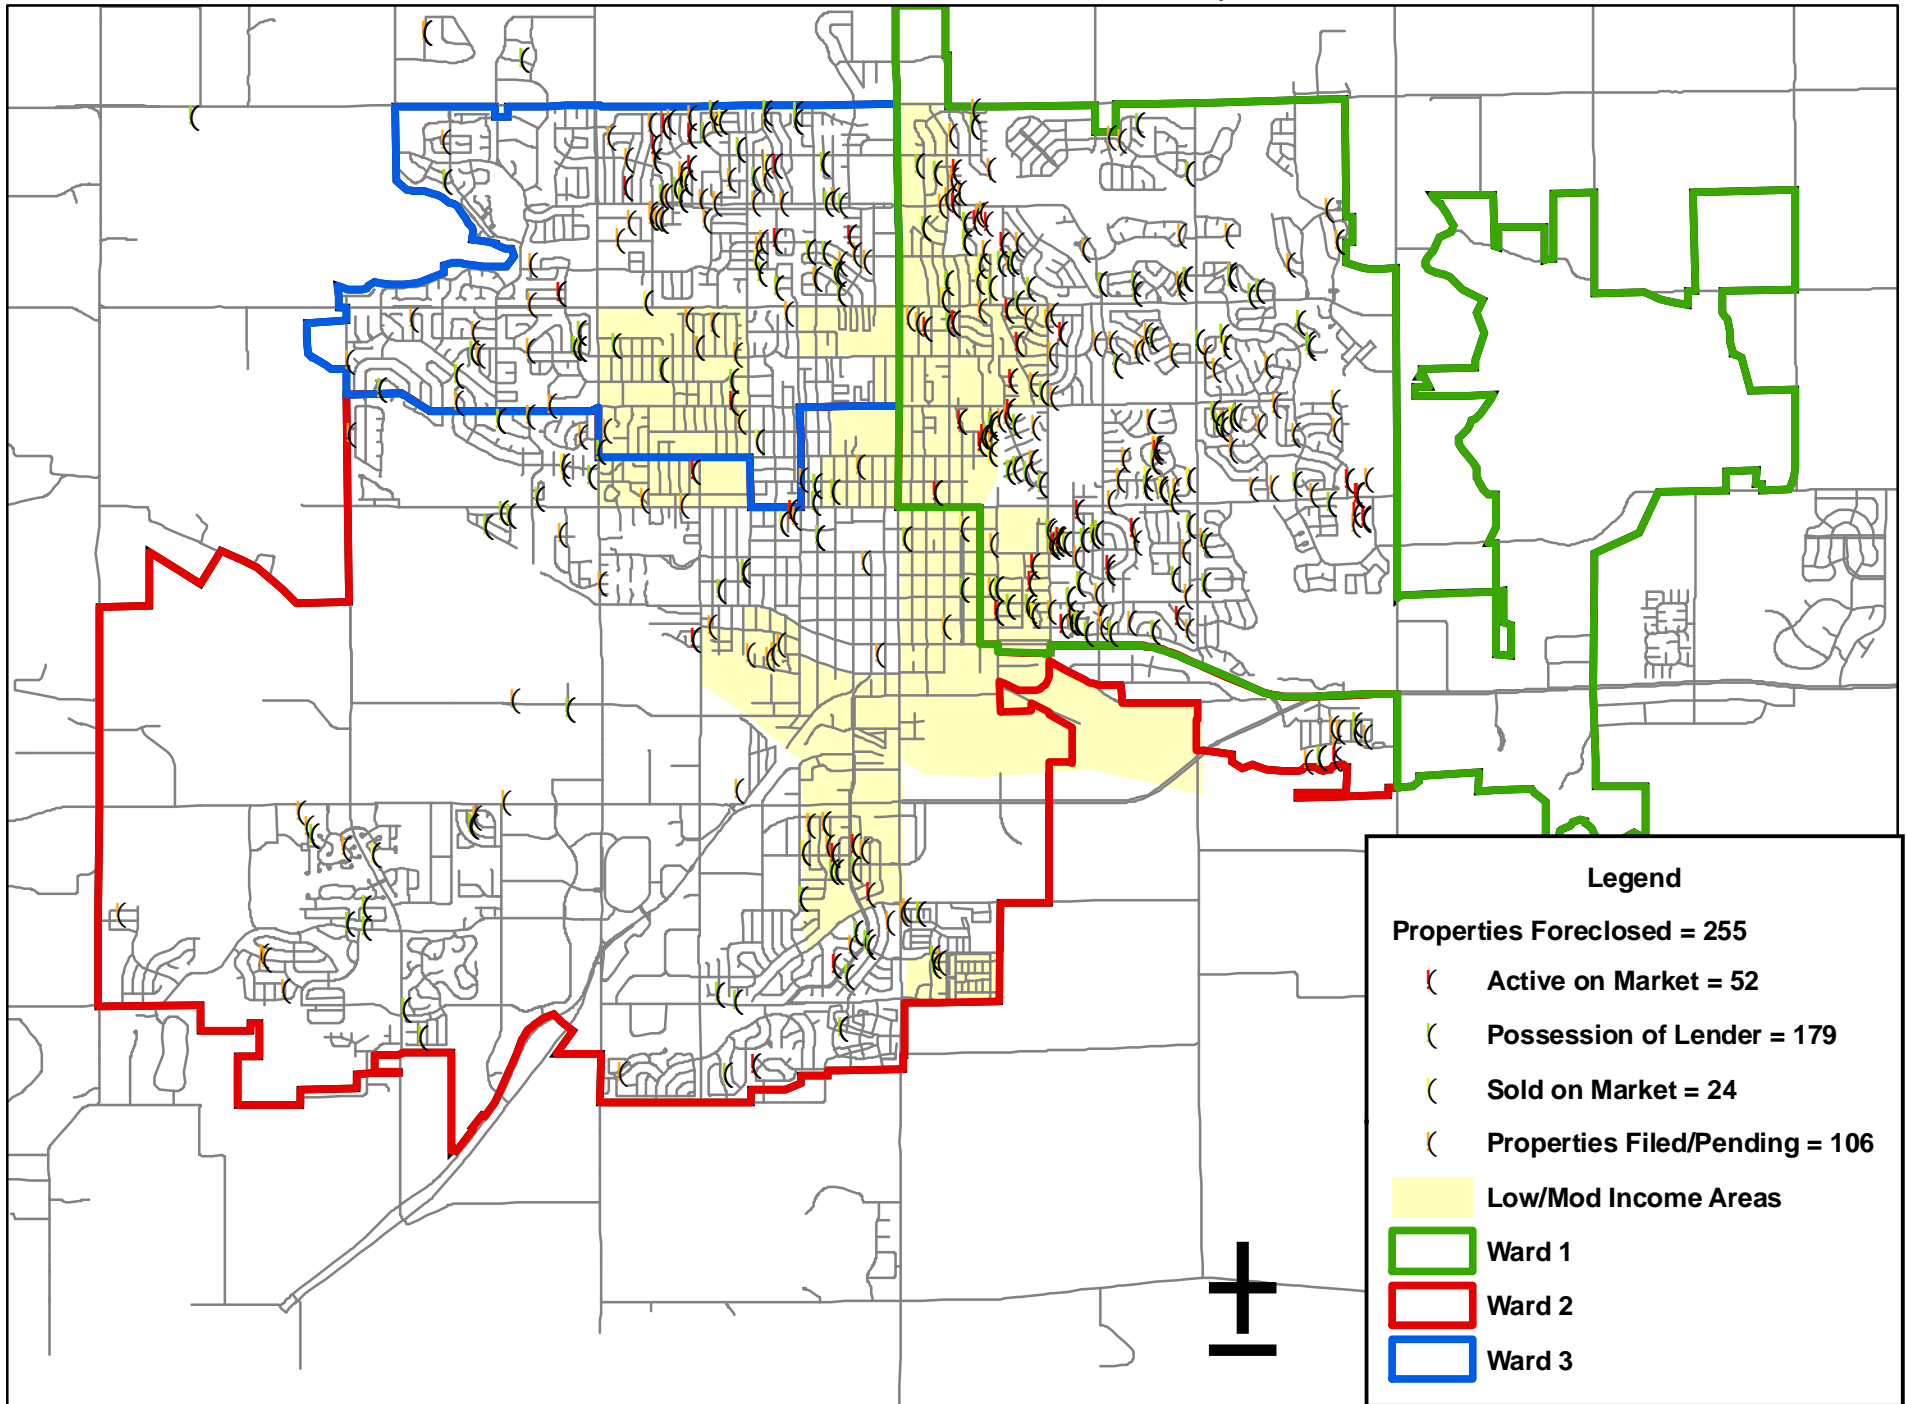 Legend
Properties Foreclosed = 255
Active on Market = 52
Possession of Lender = 179
Sold on Market = 24
Properties Filed/Pending = 106
Low/Mod Income Areas
Ward 1
Ward 2
Ward 3